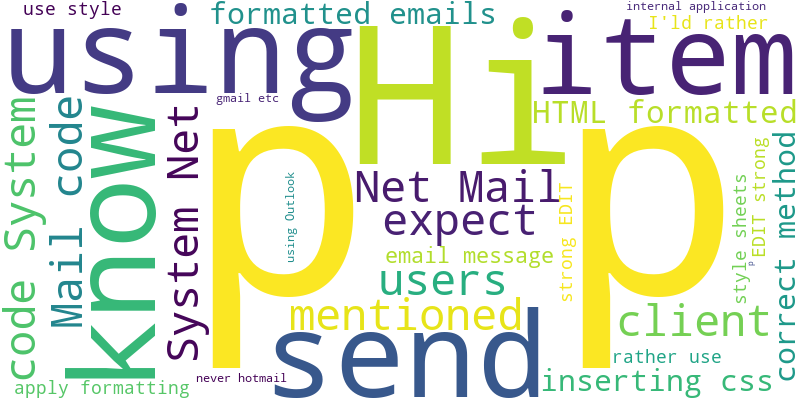 use style
formatted emails
internal application
I'ld rather
using
Hi
item
gmail etc
HTML formatted
code System
Mail code
know
System Net
p
p
using Outlook
Net Mail
expect
email message
users
mentioned
send
strong EDIT
style sheets
EDIT strong
p
correct method
client
rather use
inserting css
never hotmail
apply formatting